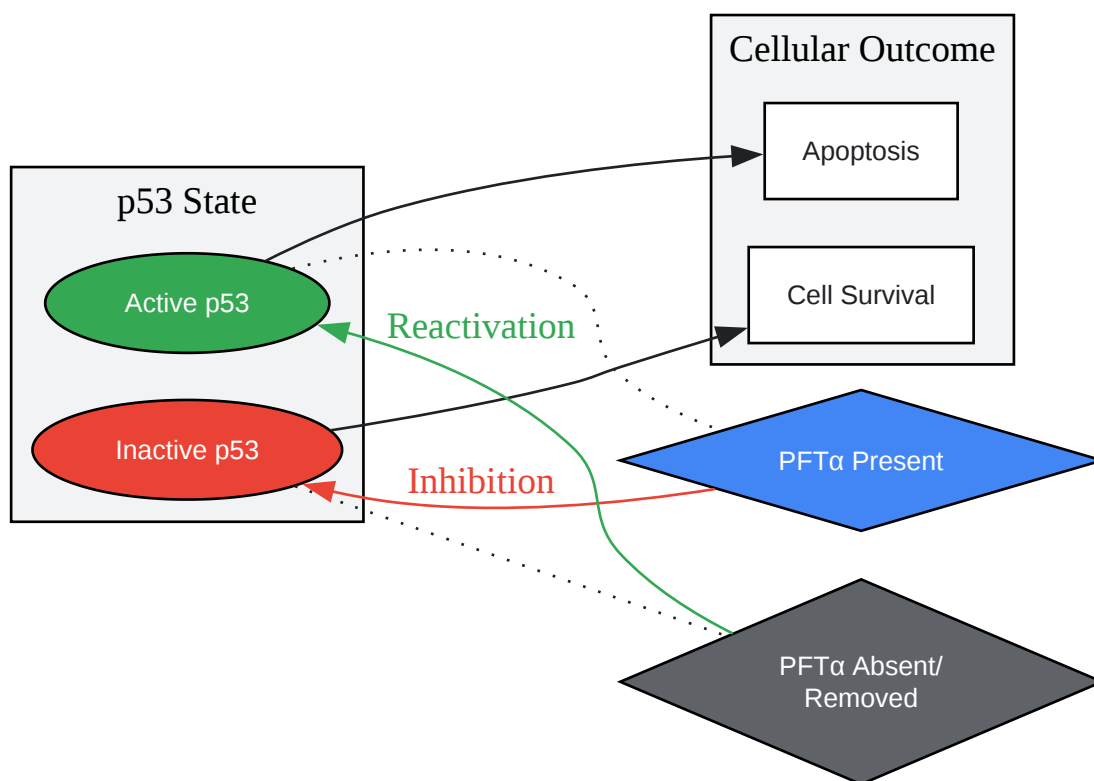 Cellular Outcome
Apoptosis
Cell Survival
p53 State
Active p53
Inactive p53
Reactivation
Inhibition
PFTα Present
PFTα Absent/
Removed